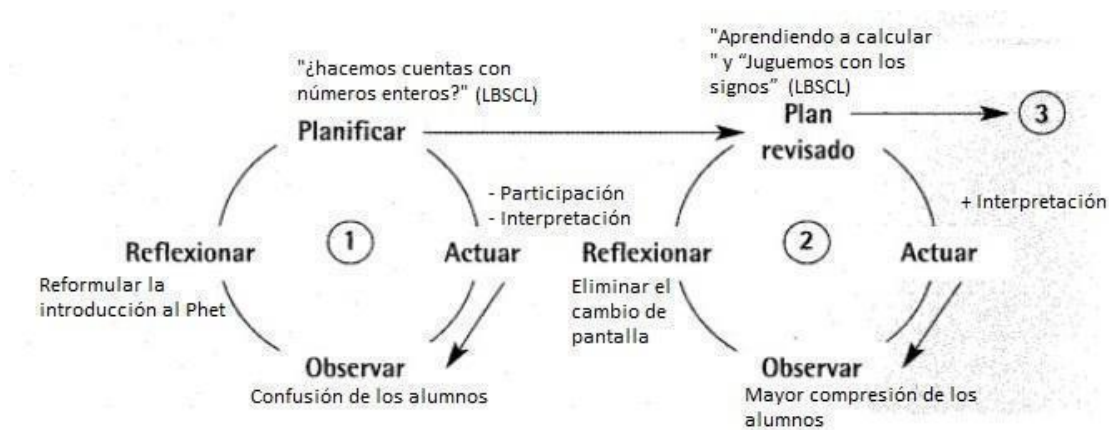 "¿hacemos cuentas con
números enteros?" (LBSCL)
Planificar
- Participación
- Interpretación
1
Reflexionar
Actuar
Reformular la
introducción al Phet
Observar
Confusión de los alumnos
"Aprendiendo a calcular
" y “Juguemos con los
signos” (LBSCL)
Plan
revisado
3
+ Interpretación
2
Reflexionar
Actuar
Eliminar el
cambio de
pantalla
Observar
Mayor compresión de los
alumnos